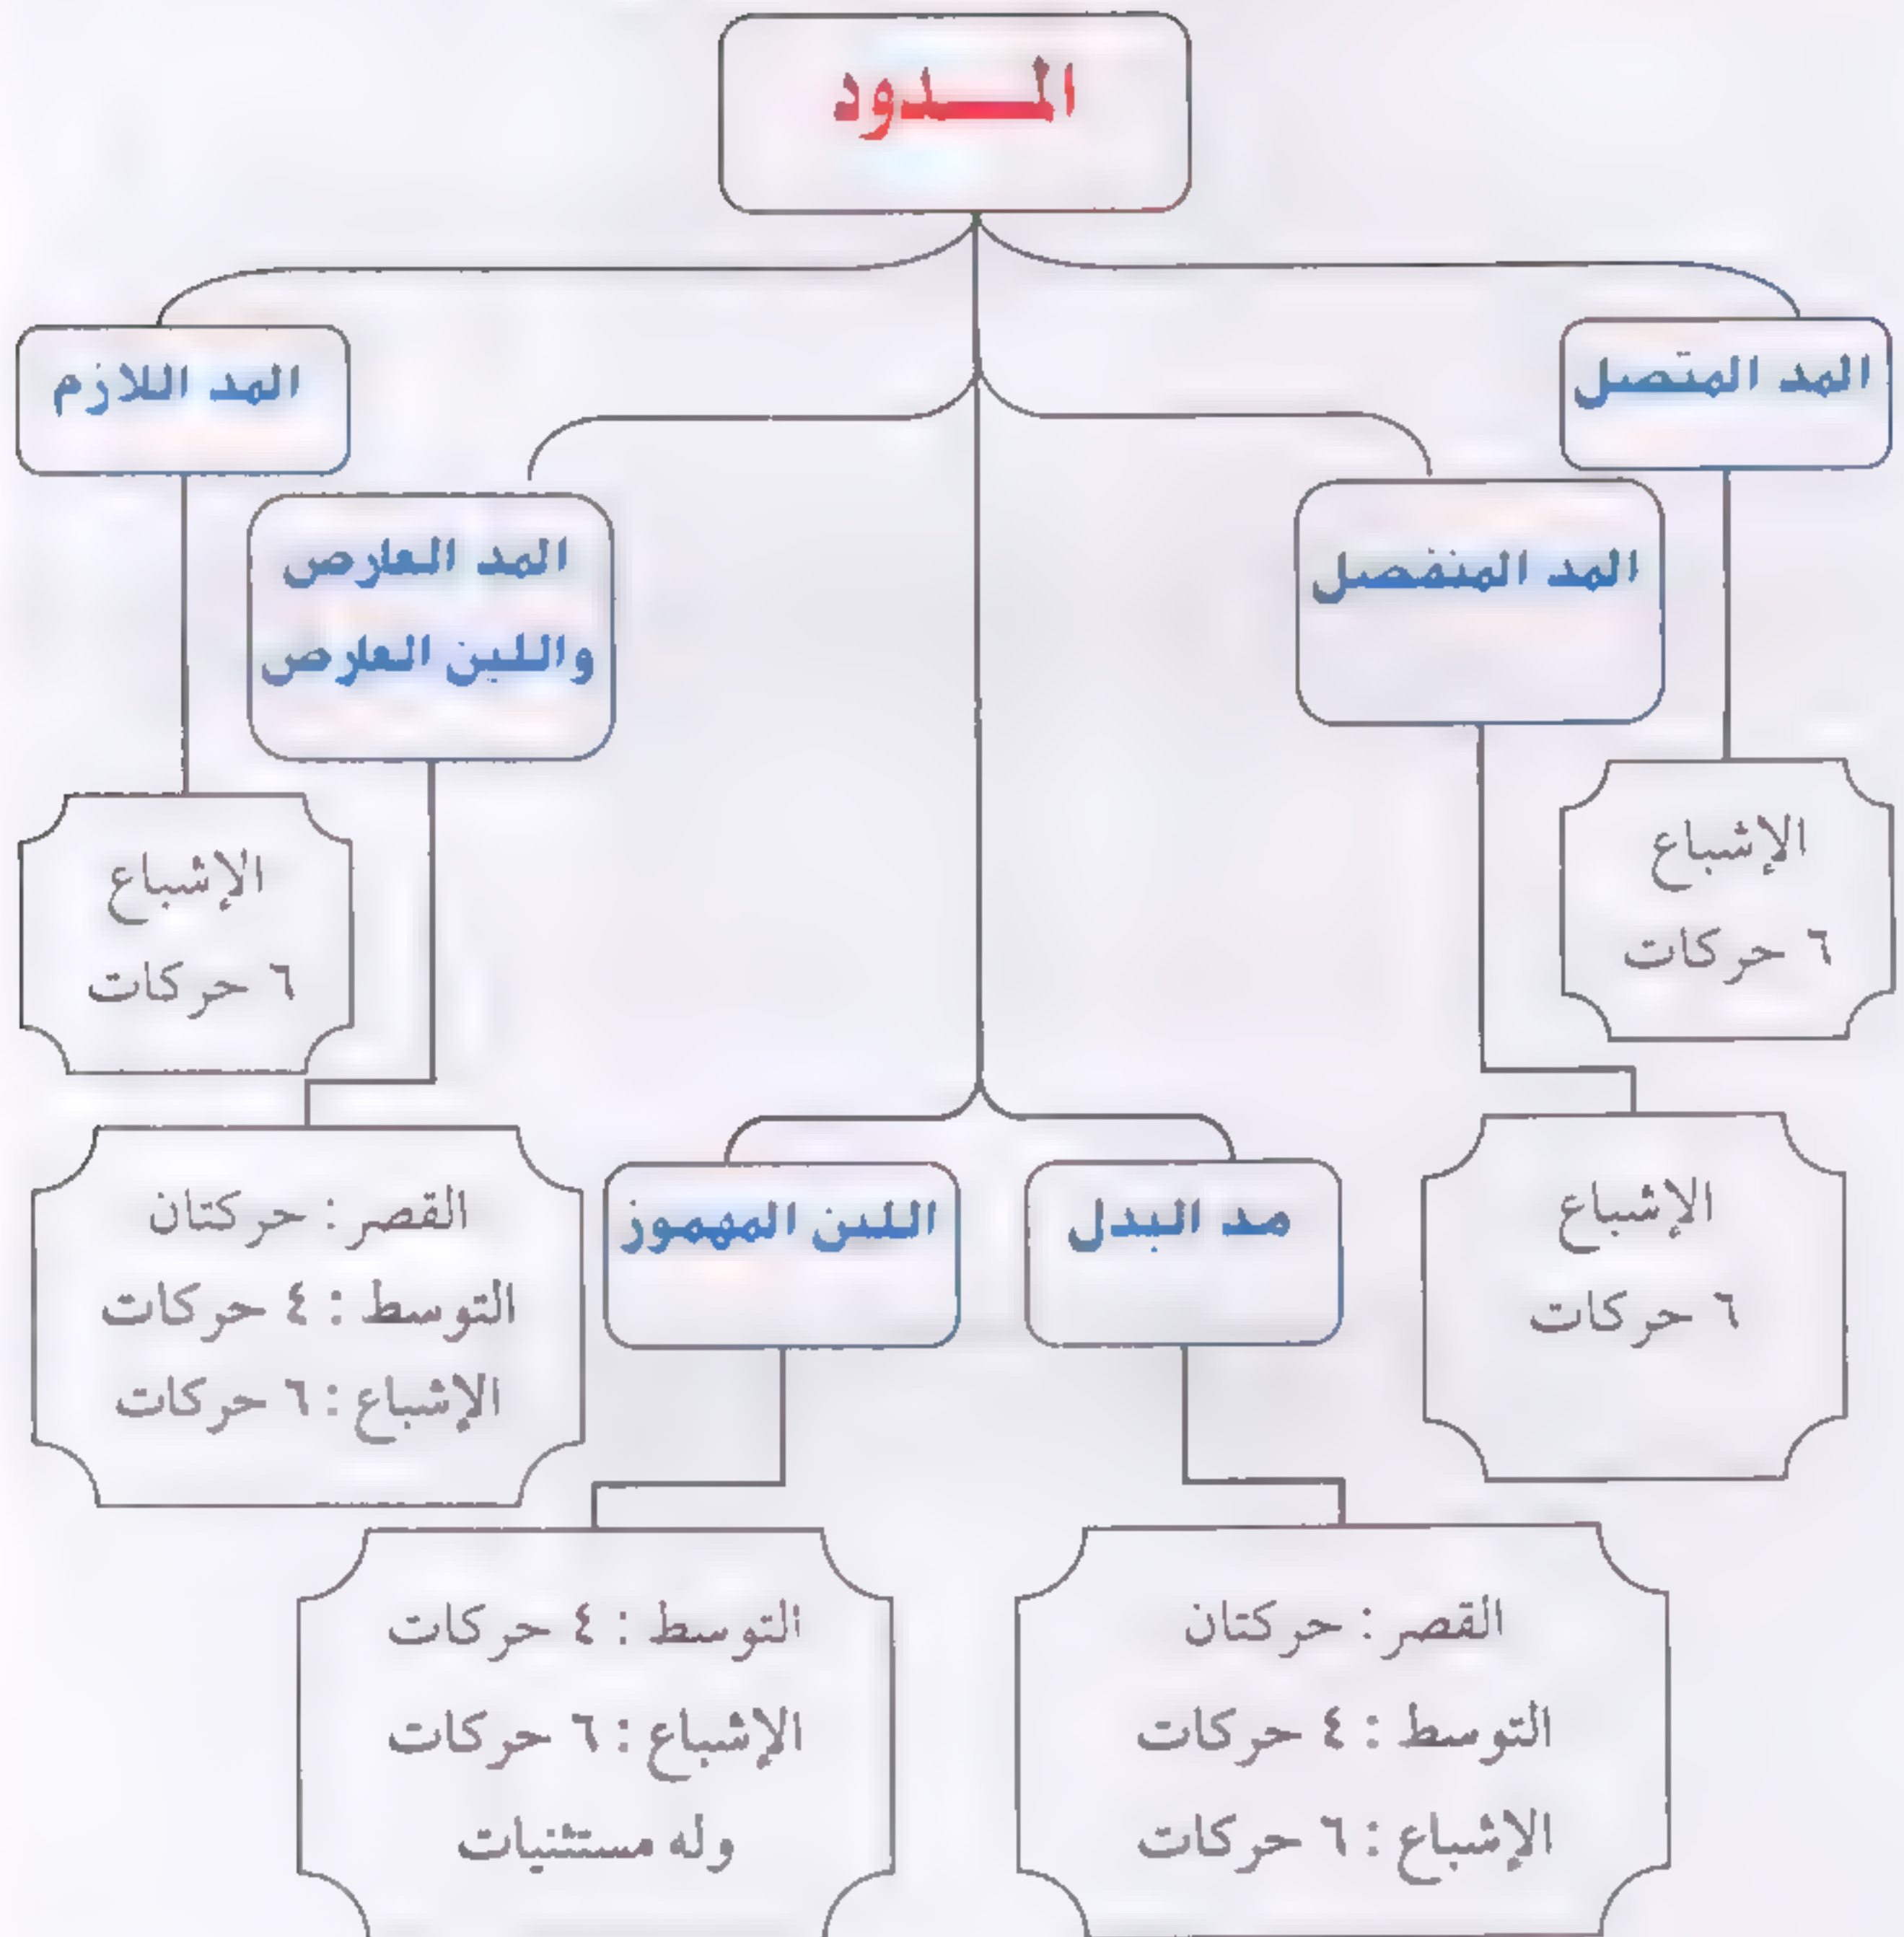 المـــدود
المد المتصل
المد اللازم
المد المنفصل
المد العارض
واللين العارض
الإشباع
٦ حركات
الإشباع
٦ حركات
الإشباع
٦ حركات
مد البدل
اللين المهموز
القصر : حركتان
التوسط : ٤ حركات
الإشباع : ٦ حركات
القصر : حركتان
التوسط : ٤ حركات
الإشباع : ٦ حركات
التوسط : ٤ حركات
الإشباع : ٦ حركات
وله مستثنيات